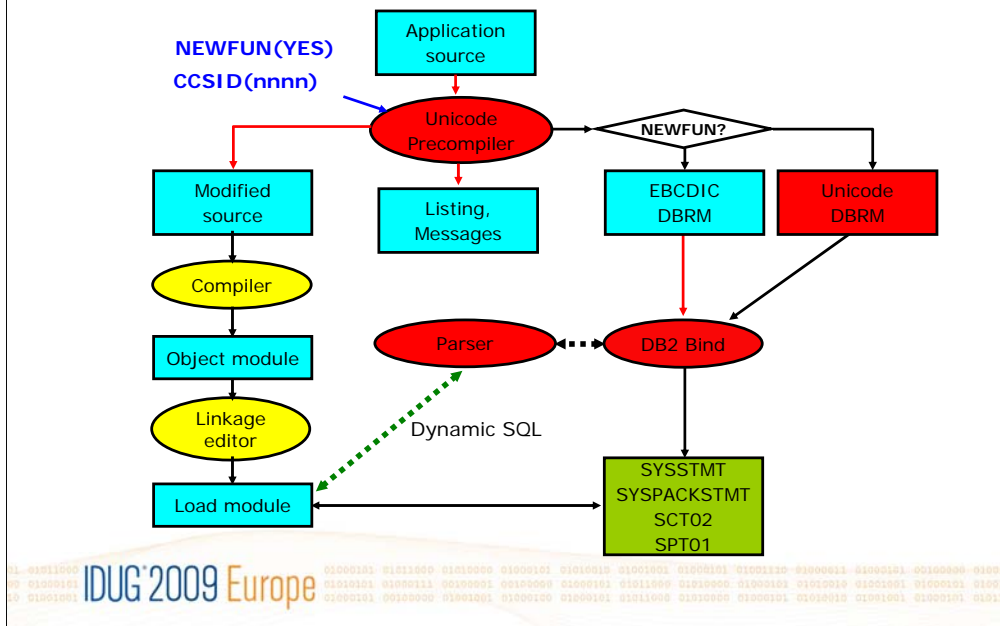 Application
source
NEWFUN(YES)
CCSID(nnnn)
Unicode
Precompiler
NEWFUN?
Modified
source
Listing,
Messages
EBCDIC
DBRM
Unicode
DBRM
Compiler
Object module
Parser
DB2 Bind
Linkage
editor
Dynamic SQL
Load module
SYSSTMT
SYSPACKSTMT
SCT02
SPT01
IDUG 2009 Europe